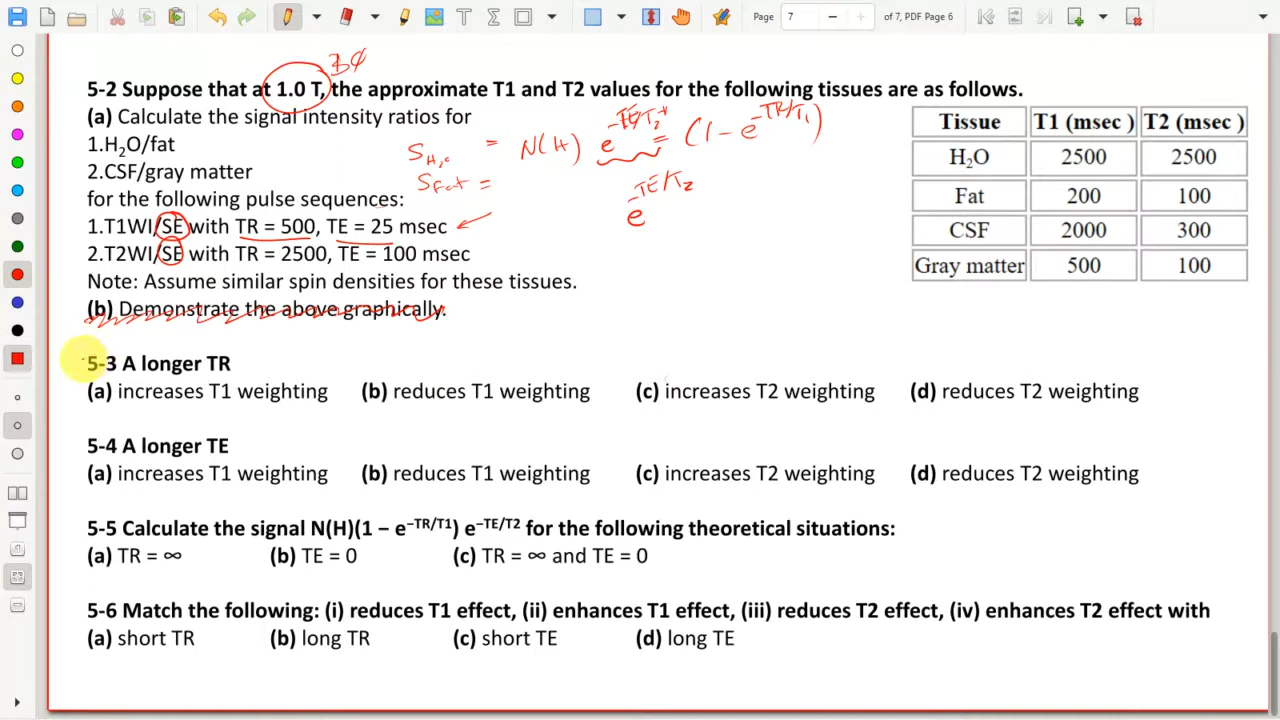 Page 7 of 7, PDF Page 6
5-2 Suppose that at 1.0 T, the approximate T1 and T2 values for the following tissues are as follows.
(a) Calculate the signal intensity ratios for
1.H₂O/fat
2.CSF/gray matter
for the following pulse sequences:
1.T1WI/SE with TR = 500, TE = 25 msec
2.T2WI/SE with TR = 2500, TE = 100 msec
Note: Assume similar spin densities for these tissues.
(b) Demonstrate the above graphically.
S H₂O = N(H) e -TE/T2* = (1 - e -TR/T1)
S Fat =
e -TE/T2
Tissue T1 (msec ) T2 (msec )
H₂O 2500 2500
Fat 200 100
CSF 2000 300
Gray matter 500 100
5-3 A longer TR
(a) increases T1 weighting (b) reduces T1 weighting (c) increases T2 weighting (d) reduces T2 weighting
5-4 A longer TE
(a) increases T1 weighting (b) reduces T1 weighting (c) increases T2 weighting (d) reduces T2 weighting
5-5 Calculate the signal N(H)(1 − e⁻ᵀᴿ/ᵀ¹) e⁻ᵀᴱ/ᵀ² for the following theoretical situations:
(a) TR = ∞ (b) TE = 0 (c) TR = ∞ and TE = 0
5-6 Match the following: (i) reduces T1 effect, (ii) enhances T1 effect, (iii) reduces T2 effect, (iv) enhances T2 effect with
(a) short TR (b) long TR (c) short TE (d) long TE